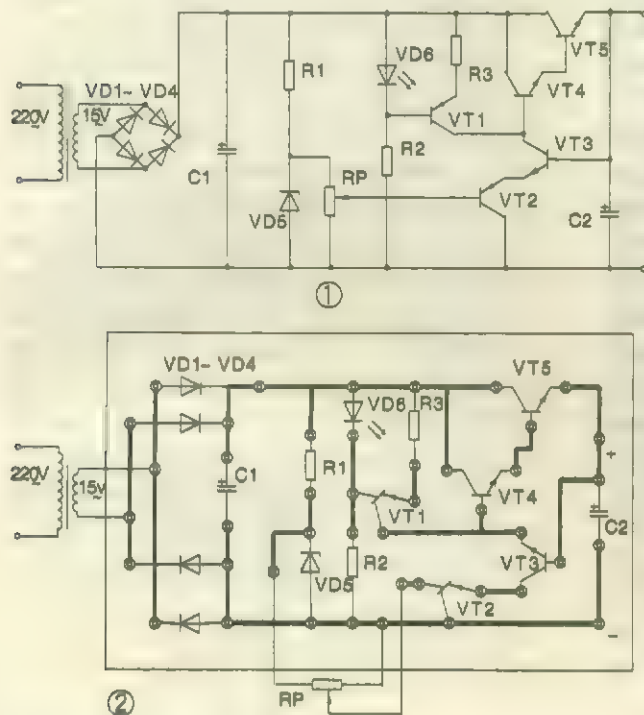 VD1~ VD4
220V
~
15V
~
C1
R1
VD5
RP
VD6
R2
R3
VT1
VT2
VT3
VT4
VT5
C2
①
VD1~ VD4
220V
~
15V
~
C1
R1
VD5
VD6
R2
R3
VT1
VT2
VT3
VT4
VT5
+
C2
-
RP
②